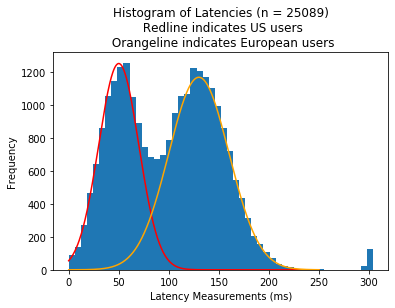 Histogram of Latencies (n = 25089)
Redline indicates US users
Orangeline indicates European users
Frequency
1200
1000
800
600
400
200
0
0 50 100 150 200 250 300
Latency Measurements (ms)